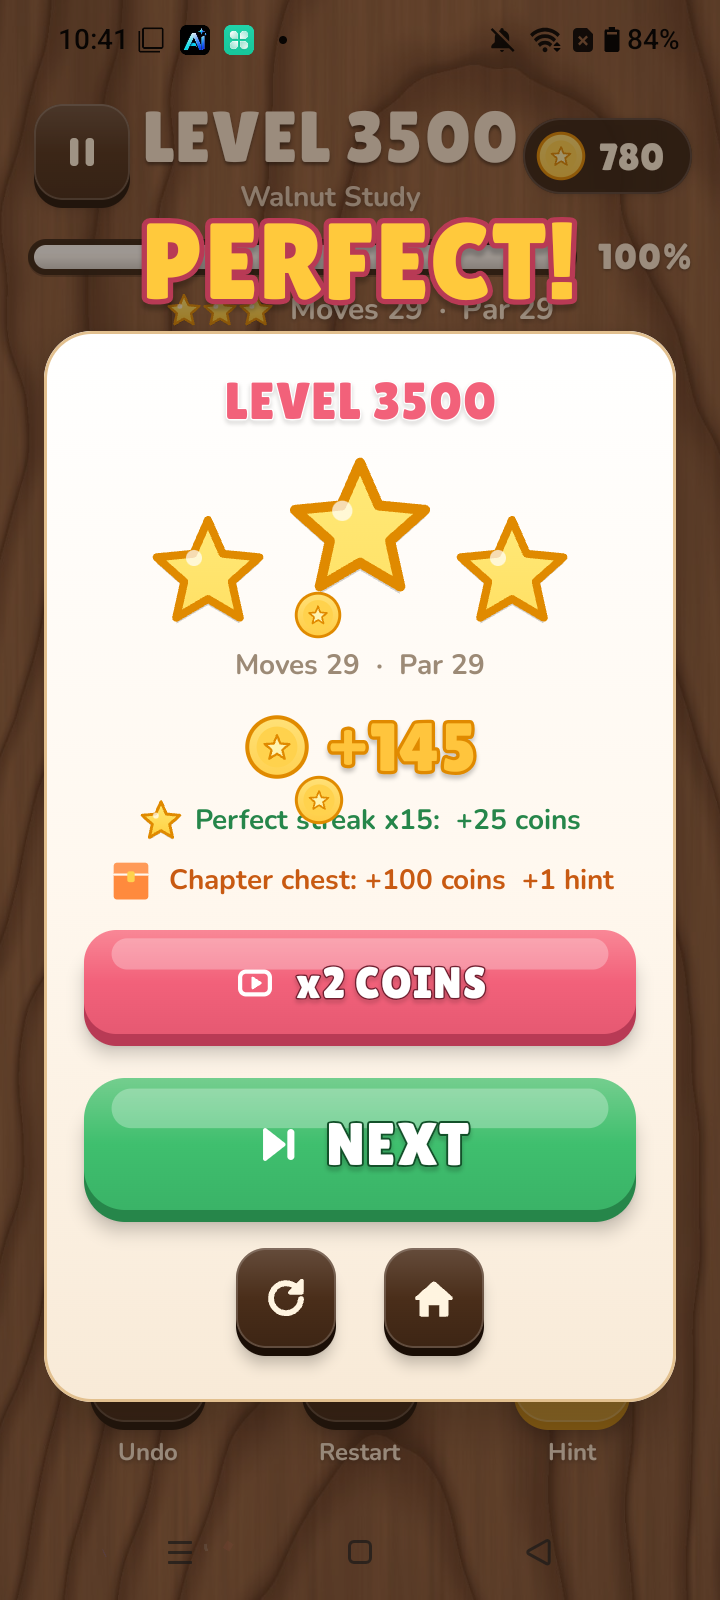 10:41
84%
LEVEL 3500
780
Walnut Study
PERFECT!
100%
Moves 29 · Par 29
LEVEL 3500
Moves 29 · Par 29
+145
Perfect streak x15: +25 coins
Chapter chest: +100 coins +1 hint
x2 COINS
NEXT
Undo
Restart
Hint